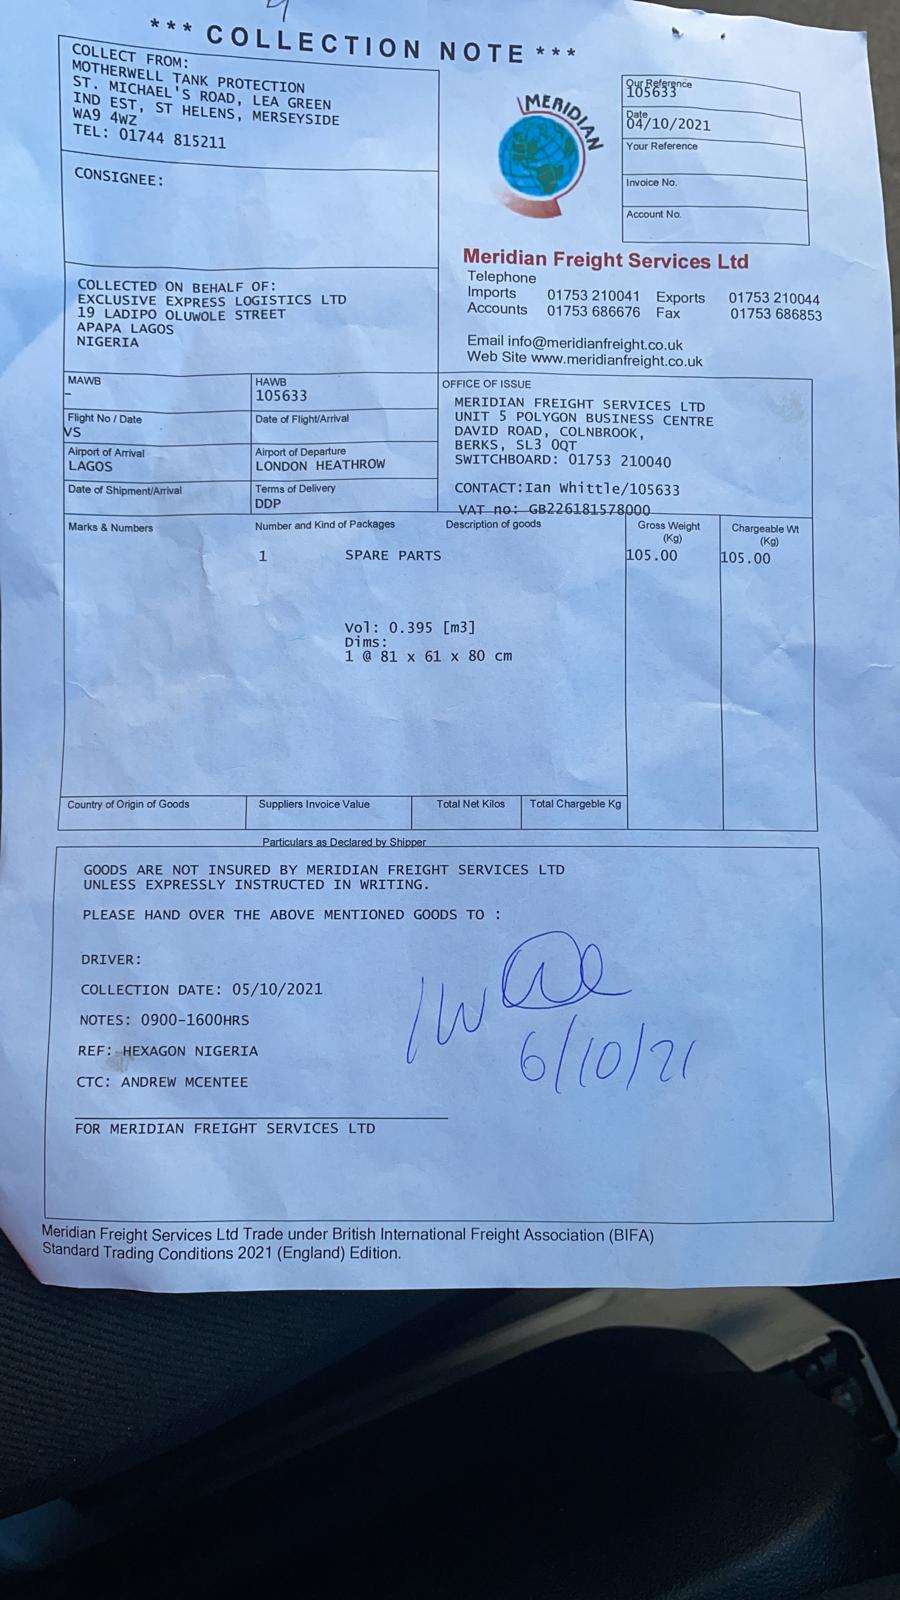 *** COLLECTION NOTE ***
COLLECT FROM:
MOTHERWELL TANK PROTECTION
ST. MICHAEL'S ROAD, LEA GREEN
IND EST, ST HELENS, MERSEYSIDE
WA9 4WZ
TEL: 01744 815211
CONSIGNEE:
COLLECTED ON BEHALF OF:
EXCLUSIVE EXPRESS LOGISTICS LTD
19 LADIPO OLUWOLE STREET
APAPA LAGOS
NIGERIA
MERIDIAN
Our Reference
105633
Date
04/10/2021
Your Reference
Invoice No.
Account No.
Meridian Freight Services Ltd
Telephone
Imports 01753 210041 Exports 01753 210044
Accounts 01753 686676 Fax 01753 686853
Email info@meridianfreight.co.uk
Web Site www.meridianfreight.co.uk
MAWB
-
HAWB
105633
Flight No / Date
VS
Date of Flight/Arrival
Airport of Arrival
LAGOS
Airport of Departure
LONDON HEATHROW
Date of Shipment/Arrival
Terms of Delivery
DDP
OFFICE OF ISSUE
MERIDIAN FREIGHT SERVICES LTD
UNIT 5 POLYGON BUSINESS CENTRE
DAVID ROAD, COLNBROOK,
BERKS, SL3 0QT
SWITCHBOARD: 01753 210040
CONTACT:Ian Whittle/105633
VAT no: GB226181578000
Marks & Numbers Number and Kind of Packages Description of goods Gross Weight (Kg) Chargeable Wt (Kg)
1 SPARE PARTS 105.00 105.00
Vol: 0.395 [m3]
Dims:
1 @ 81 x 61 x 80 cm
Country of Origin of Goods Suppliers Invoice Value Total Net Kilos Total Chargeable Kg
Particulars as Declared by Shipper
GOODS ARE NOT INSURED BY MERIDIAN FREIGHT SERVICES LTD
UNLESS EXPRESSLY INSTRUCTED IN WRITING.
PLEASE HAND OVER THE ABOVE MENTIONED GOODS TO :
DRIVER:
COLLECTION DATE: 05/10/2021
NOTES: 0900-1600HRS
REF: HEXAGON NIGERIA
CTC: ANDREW MCENTEE
6/10/21
FOR MERIDIAN FREIGHT SERVICES LTD
Meridian Freight Services Ltd Trade under British International Freight Association (BIFA)
Standard Trading Conditions 2021 (England) Edition.